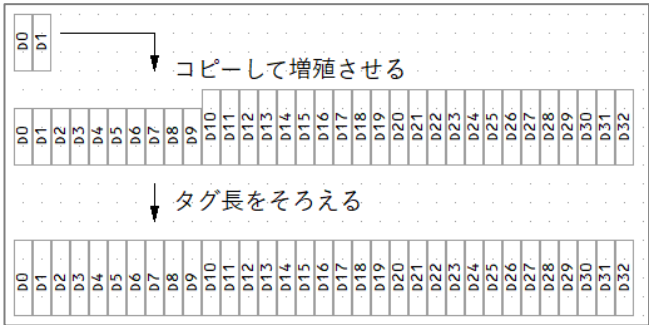 D0 D1
コピーして増殖させる
D0 D1 D2 D3 D4 D5 D6 D7 D8 D9 D10 D11 D12 D13 D14 D15 D16 D17 D18 D19 D20 D21 D22 D23 D24 D25 D26 D27 D28 D29 D30 D31 D32
タグ長をそろえる
D0 D1 D2 D3 D4 D5 D6 D7 D8 D9 D10 D11 D12 D13 D14 D15 D16 D17 D18 D19 D20 D21 D22 D23 D24 D25 D26 D27 D28 D29 D30 D31 D32